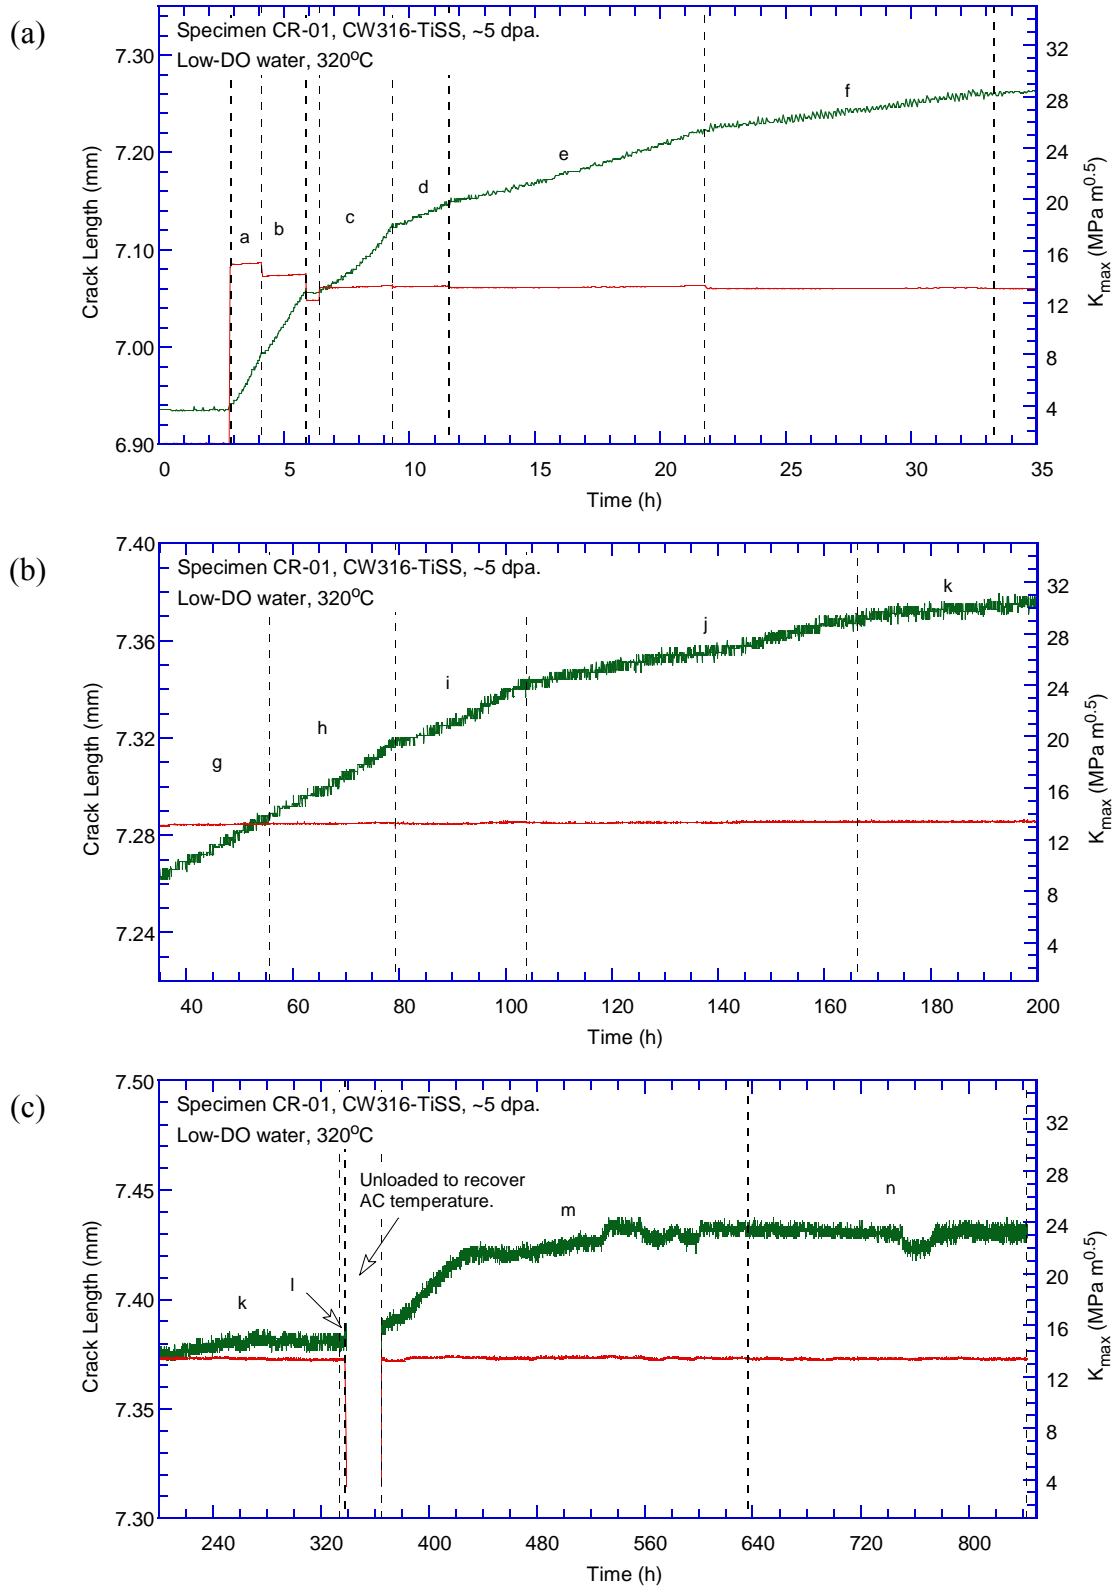 (a)
Specimen CR-01, CW316-TiSS, ~5 dpa.
Low-DO water, 320°C
Crack Length (mm)
7.30
7.20
7.10
7.00
6.90
a
b
c
d
e
f
32
28
24
20
16
12
8
4
Kmax (MPa m0.5)
0 5 10 15 20 25 30 35
Time (h)
(b)
Specimen CR-01, CW316-TiSS, ~5 dpa.
Low-DO water, 320°C
Crack Length (mm)
7.40
7.36
7.32
7.28
7.24
g
h
i
j
k
32
28
24
20
16
12
8
4
Kmax (MPa m0.5)
40 60 80 100 120 140 160 180 200
Time (h)
(c)
Specimen CR-01, CW316-TiSS, ~5 dpa.
Low-DO water, 320°C
Unloaded to recover
AC temperature.
Crack Length (mm)
7.50
7.45
7.40
7.35
7.30
k
l
m
n
32
28
24
20
16
12
8
4
Kmax (MPa m0.5)
240 320 400 480 560 640 720 800
Time (h)